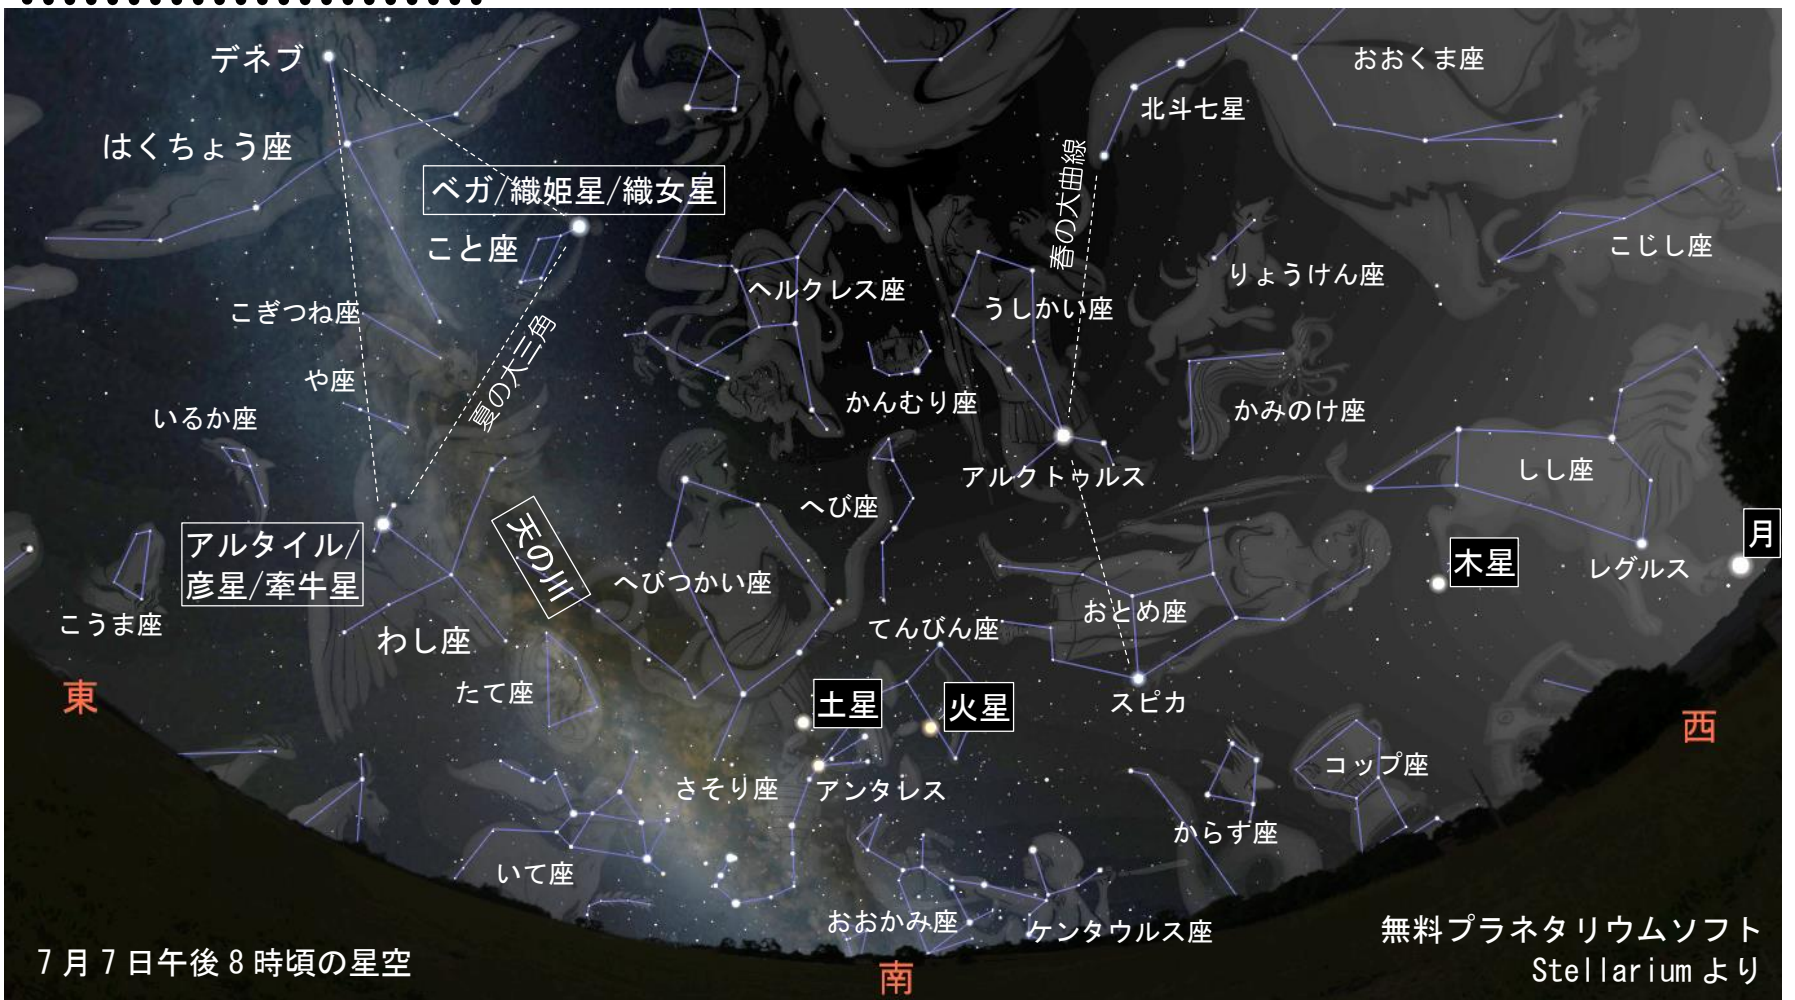 デネブ
おおくま座
北斗七星
はくちょう座
春の大曲線
ベガ/織姫星/織女星
こと座
こじし座
りょうけん座
ヘルクレス座
うしかい座
こぎつね座
夏の大三角
や座
かんむり座
かみのけ座
いるか座
アルクトゥルス
しし座
へび座
天の川
月
アルタイル/
彦星/牽牛星
木星
レグルス
へびつかい座
おとめ座
こうま座
てんびん座
わし座
東
たて座
土星
火星
スピカ
西
さそり座
アンタレス
コップ座
からす座
いて座
おおかみ座
ケンタウルス座
7月7日午後8時頃の星空
南
無料プラネタリウムソフト
Stellariumより